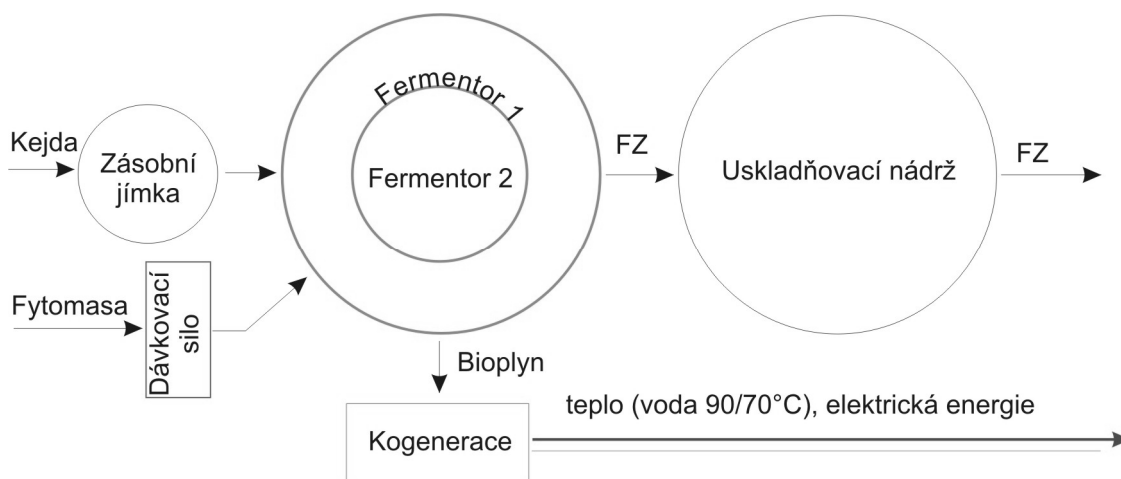 Kejda
Zásobní
jímka
Fermentor 1
Fermentor 2
FZ
Uskladňovací nádrž
FZ
Fytomasa
Dávkovací
silo
Bioplyn
teplo (voda 90/70°C), elektrická energie
Kogenerace